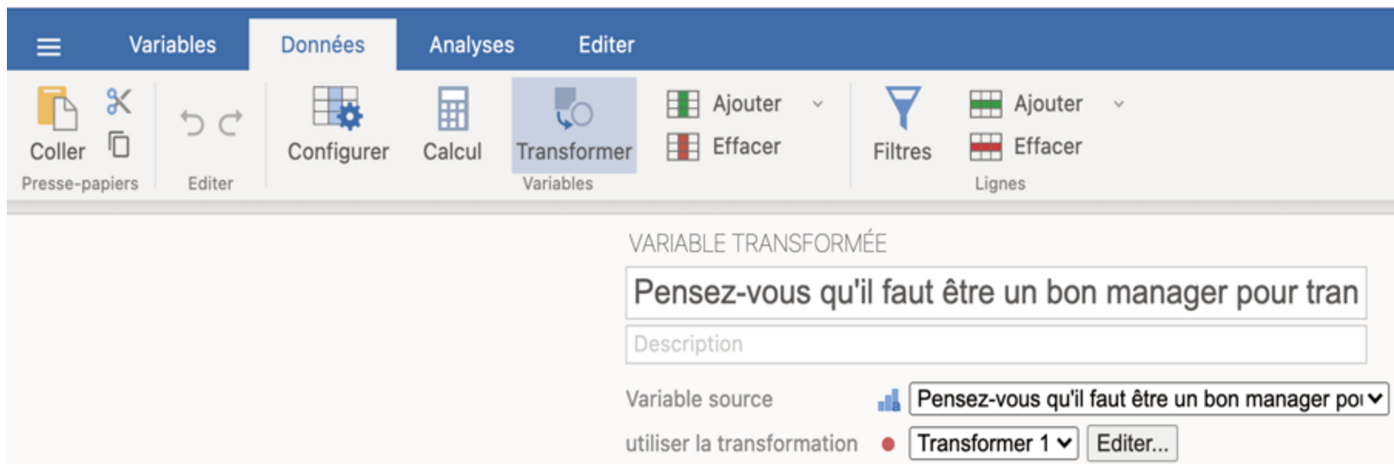 Variables Données Analyses Editer
Coller Configurer Calcul Transformer Ajouter Effacer Filtres Ajouter Effacer
Presse-papiers Editer Variables Lignes
VARIABLE TRANSFORMÉE
Pensez-vous qu'il faut être un bon manager pour tran
Description
Variable source Pensez-vous qu'il faut être un bon manager poı
utiliser la transformation Transformer 1 Editer...